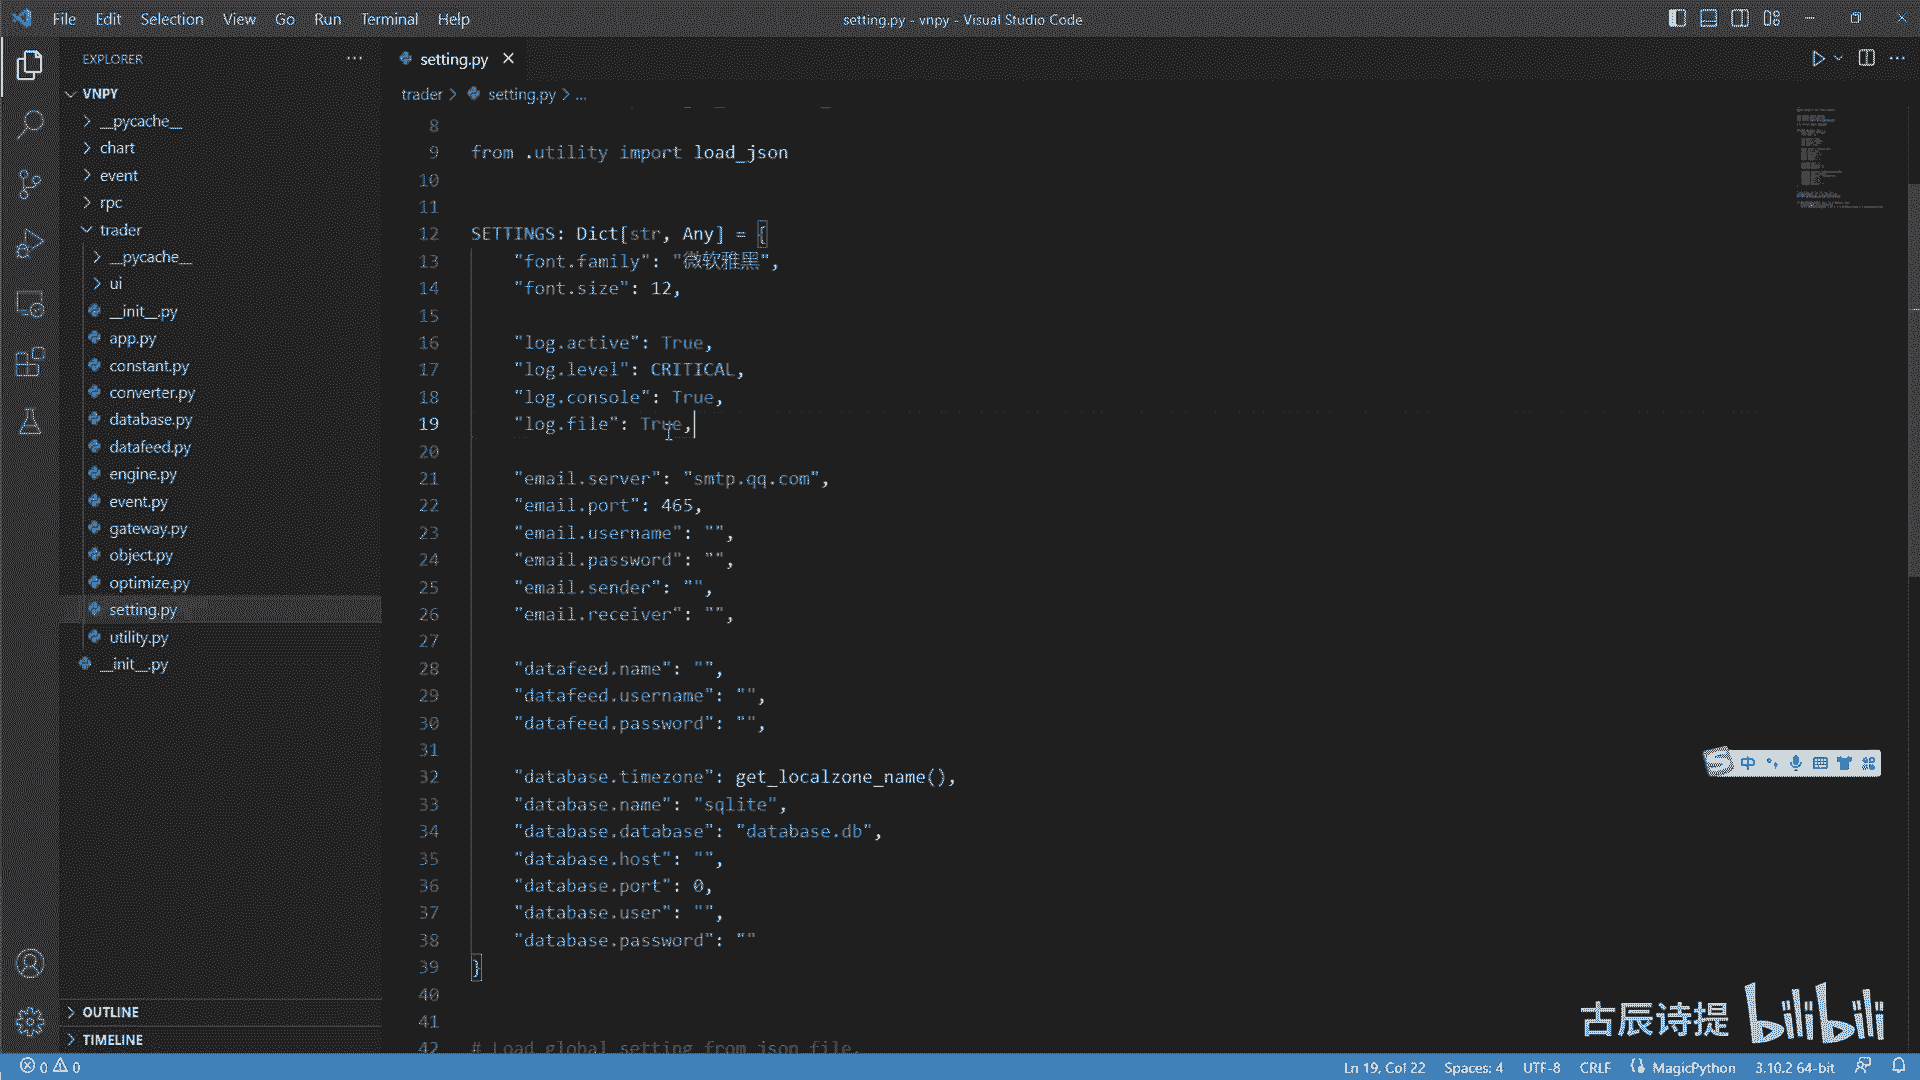 File Edit Selection View Go Run Terminal Help
setting.py - vnpy - Visual Studio Code
EXPLORER
VNPY
__pycache__
chart
event
rpc
trader
__pycache__
ui
__init__.py
app.py
constant.py
converter.py
database.py
datafeed.py
engine.py
event.py
gateway.py
object.py
optimize.py
setting.py
utility.py
__init__.py
OUTLINE
TIMELINE
setting.py
trader > setting.py > ...
8
9 from .utility import load_json
10
11
12 SETTINGS: Dict[str, Any] = {
13 "font.family": "微软雅黑",
14 "font.size": 12,
15
16 "log.active": True,
17 "log.level": CRITICAL,
18 "log.console": True,
19 "log.file": True,
20
21 "email.server": "smtp.qq.com",
22 "email.port": 465,
23 "email.username": "",
24 "email.password": "",
25 "email.sender": "",
26 "email.receiver": "",
27
28 "datafeed.name": "",
29 "datafeed.username": "",
30 "datafeed.password": "",
31
32 "database.timezone": get_localzone_name(),
33 "database.name": "sqlite",
34 "database.database": "database.db",
35 "database.host": "",
36 "database.port": 0,
37 "database.user": "",
38 "database.password": ""
39 }
40
41
42 # Load global setting from json file.
中
古辰诗提 bilibili
0 0
Ln 19, Col 22 Spaces: 4 UTF-8 CRLF MagicPython 3.10.2 64-bit